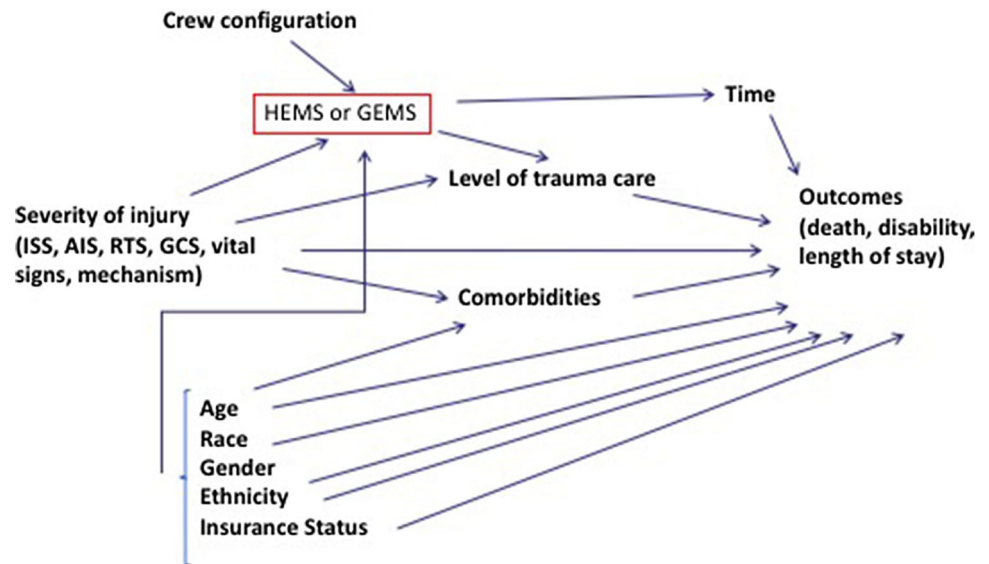 Crew configuration
HEMS or GEMS
Time
Level of trauma care
Severity of injury
(ISS, AIS, RTS, GCS, vital
signs, mechanism)
Outcomes
(death, disability,
length of stay)
Comorbidities
Age
Race
Gender
Ethnicity
Insurance Status